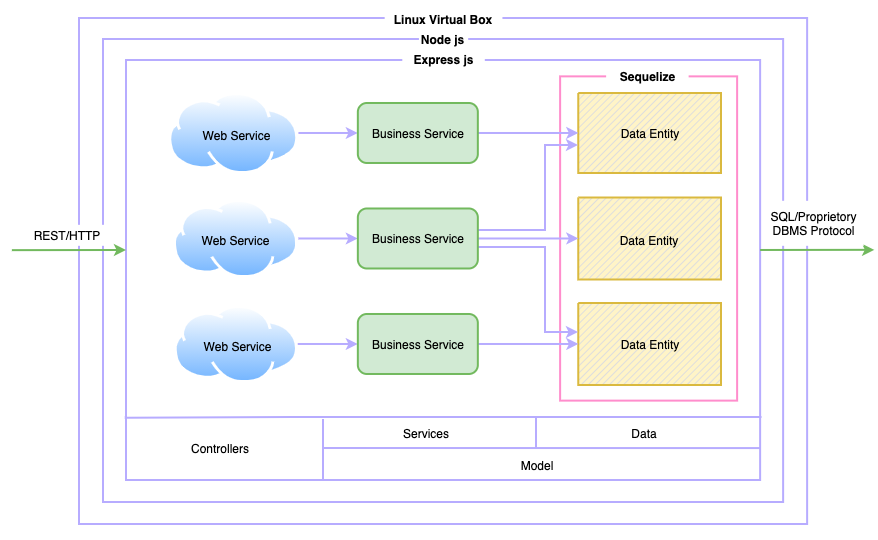 Linux Virtual Box
Node js
Express js
Sequelize
Web Service
Business Service
Data Entity
REST/HTTP
Web Service
Business Service
Data Entity
SQL/Proprietory
DBMS Protocol
Web Service
Business Service
Data Entity
Controllers
Services
Data
Model